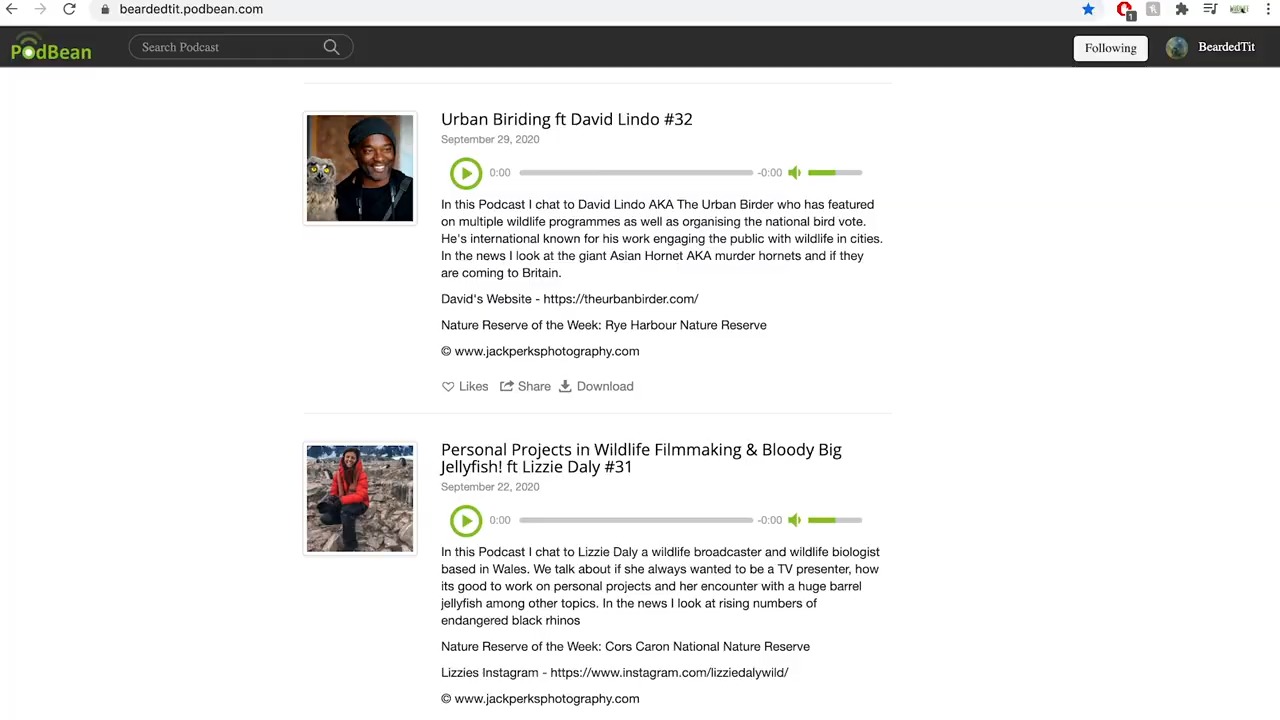 beardedtit.podbean.com
1
PodBean
Search Podcast
Following
BeardedTit
Urban Biriding ft David Lindo #32
September 29, 2020
0:00
-0:00
In this Podcast I chat to David Lindo AKA The Urban Birder who has featured
on multiple wildlife programmes as well as organising the national bird vote.
He's international known for his work engaging the public with wildlife in cities.
In the news I look at the giant Asian Hornet AKA murder hornets and if they
are coming to Britain.
David's Website - https://theurbanbirder.com/
Nature Reserve of the Week: Rye Harbour Nature Reserve
© www.jackperksphotography.com
Likes Share Download
Personal Projects in Wildlife Filmmaking & Bloody Big
Jellyfish! ft Lizzie Daly #31
September 22, 2020
0:00
-0:00
In this Podcast I chat to Lizzie Daly a wildlife broadcaster and wildlife biologist
based in Wales. We talk about if she always wanted to be a TV presenter, how
its good to work on personal projects and her encounter with a huge barrel
jellyfish among other topics. In the news I look at rising numbers of
endangered black rhinos
Nature Reserve of the Week: Cors Caron National Nature Reserve
Lizzies Instagram - https://www.instagram.com/lizziedalywild/
© www.jackperksphotography.com